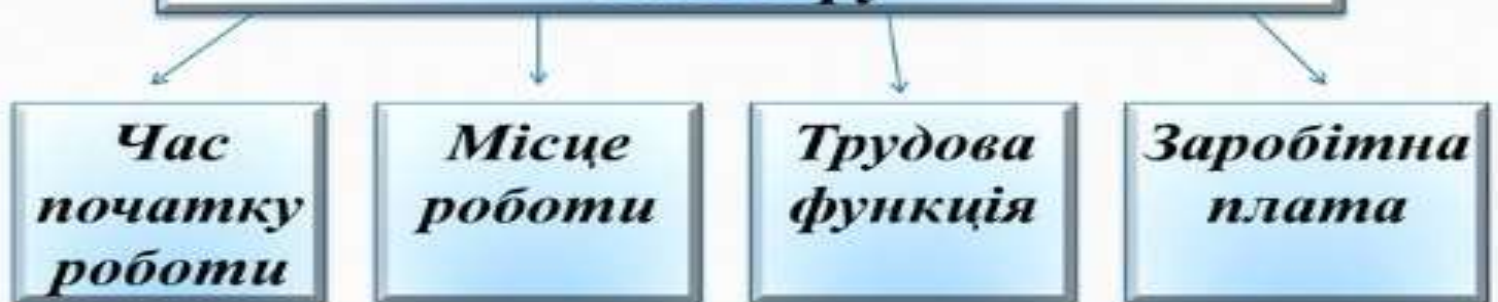 Час
початку
роботи
Місце
роботи
Трудова
функція
Заробітна
плата